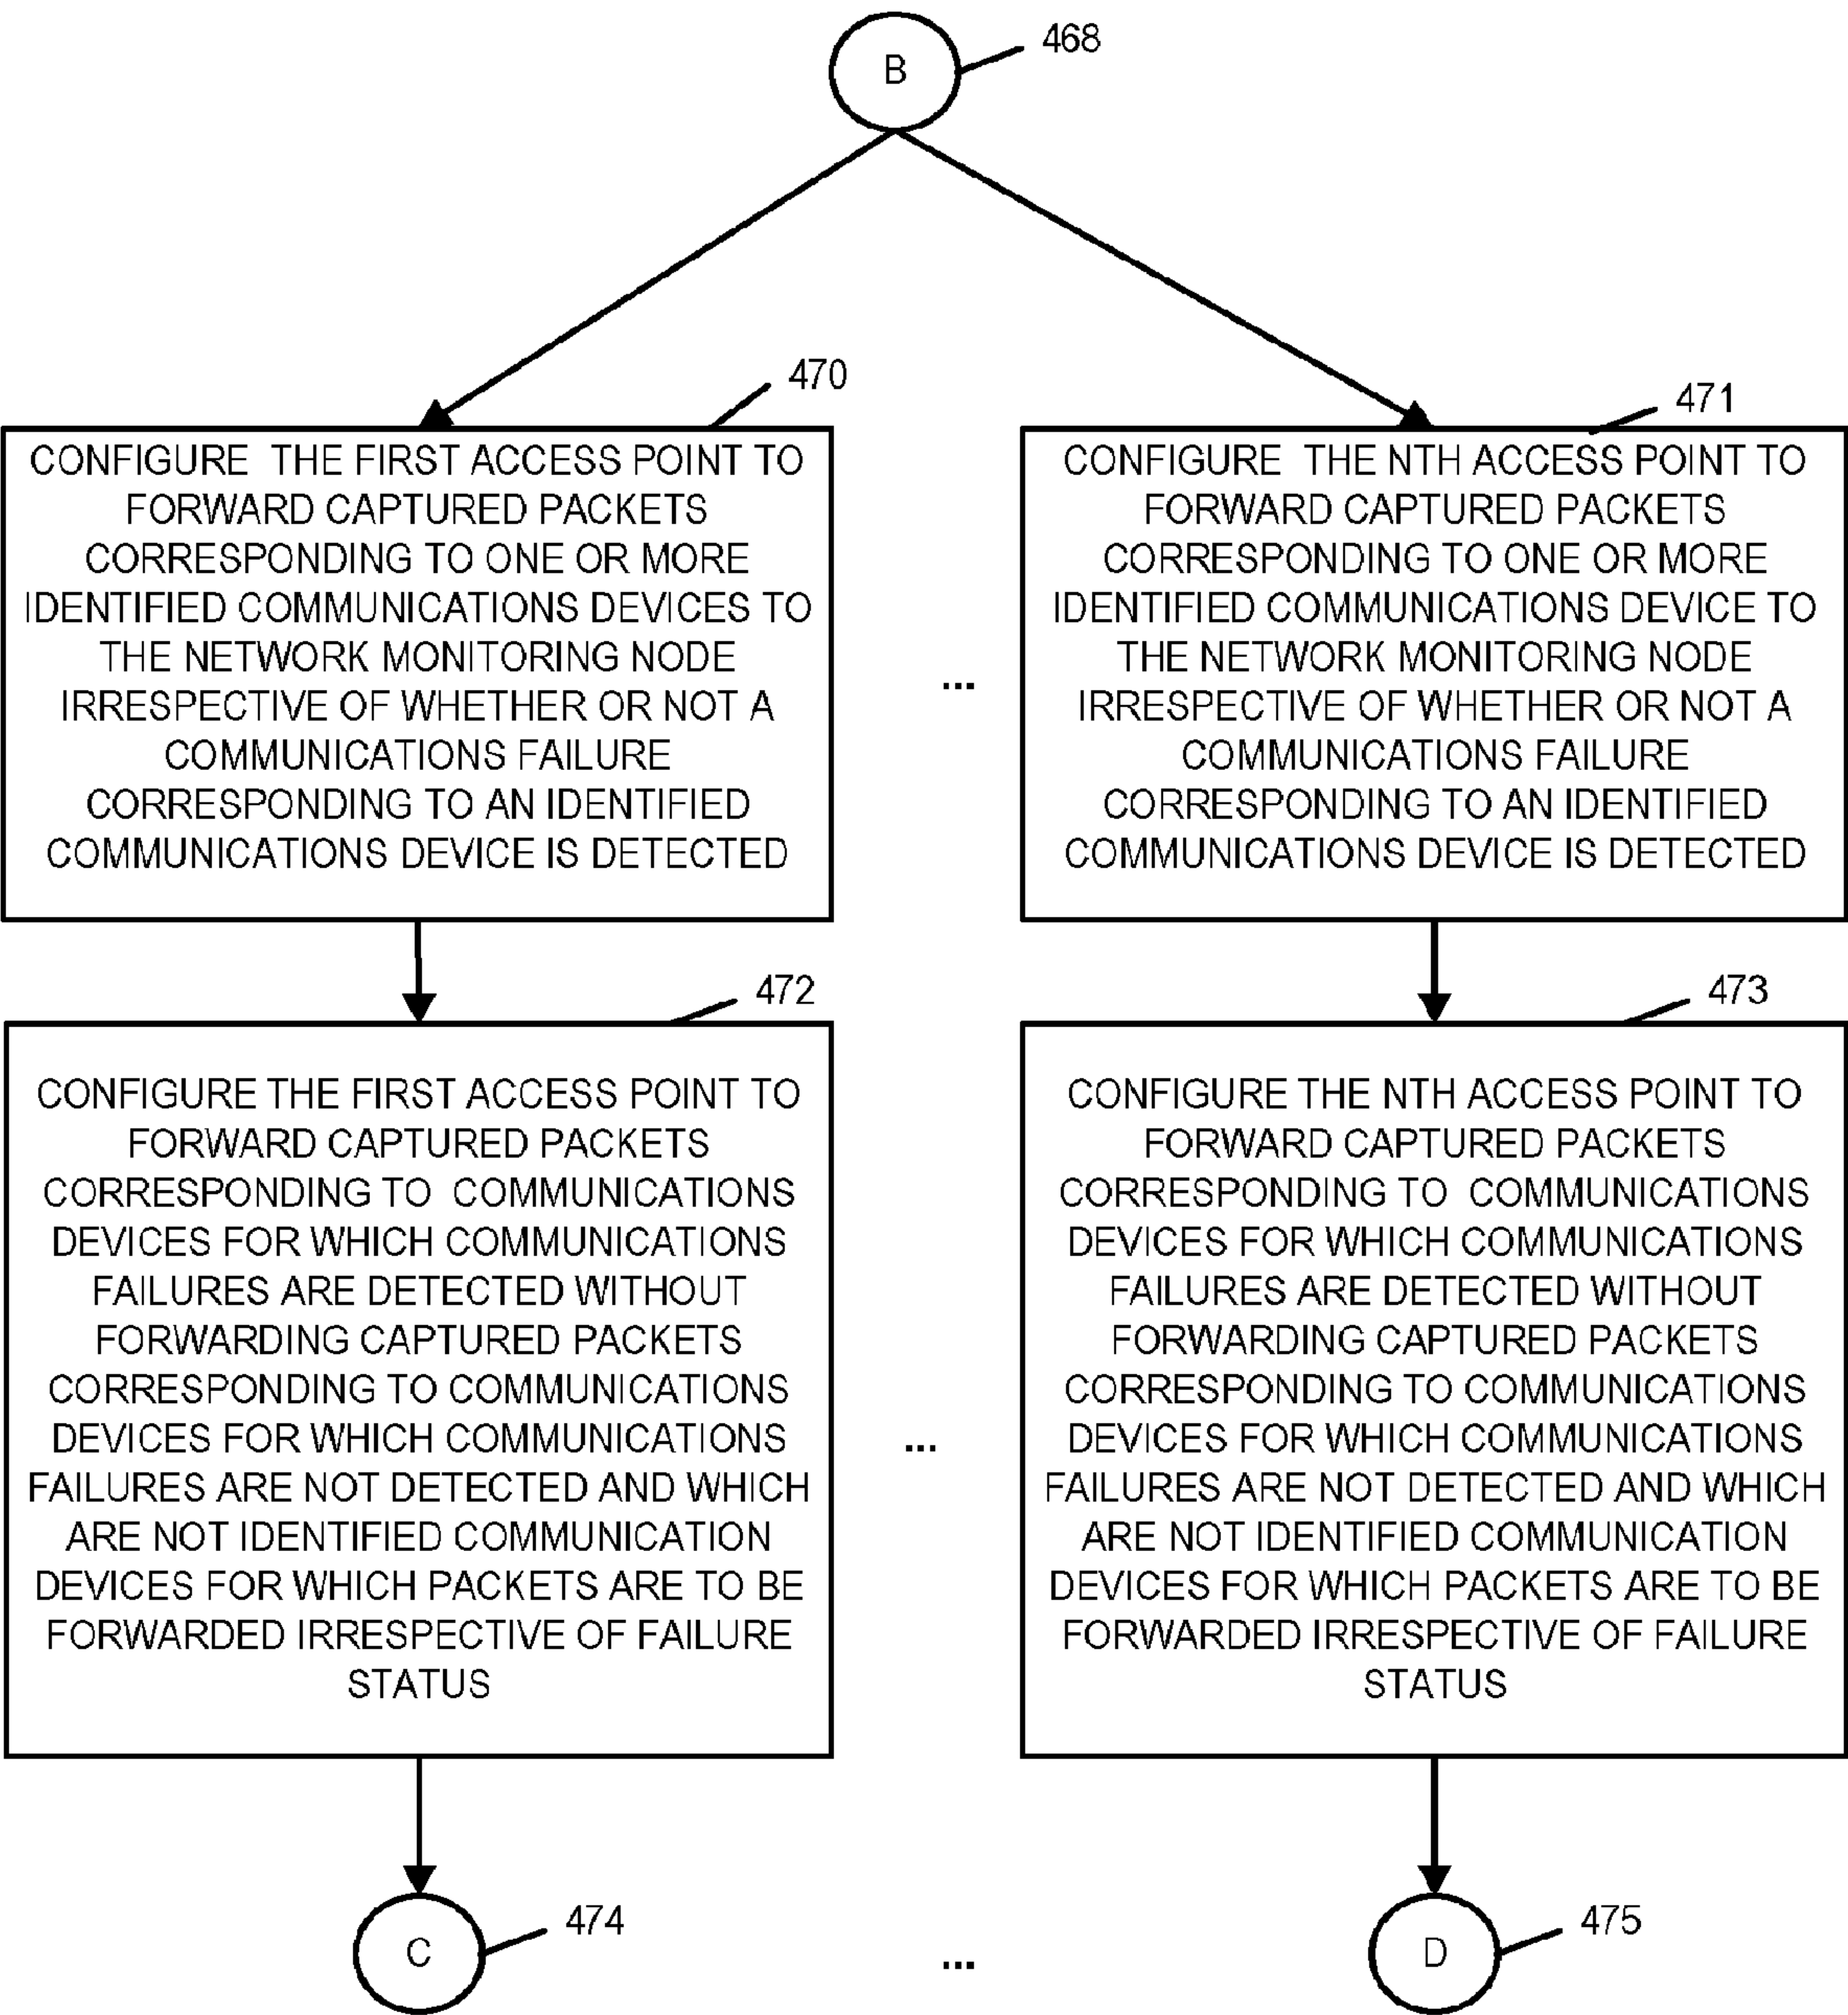 B
468
470
CONFIGURE THE FIRST ACCESS POINT TO
FORWARD CAPTURED PACKETS
CORRESPONDING TO ONE OR MORE
IDENTIFIED COMMUNICATIONS DEVICES TO
THE NETWORK MONITORING NODE
IRRESPECTIVE OF WHETHER OR NOT A
COMMUNICATIONS FAILURE
CORRESPONDING TO AN IDENTIFIED
COMMUNICATIONS DEVICE IS DETECTED
...
471
CONFIGURE THE NTH ACCESS POINT TO
FORWARD CAPTURED PACKETS
CORRESPONDING TO ONE OR MORE
IDENTIFIED COMMUNICATIONS DEVICE TO
THE NETWORK MONITORING NODE
IRRESPECTIVE OF WHETHER OR NOT A
COMMUNICATIONS FAILURE
CORRESPONDING TO AN IDENTIFIED
COMMUNICATIONS DEVICE IS DETECTED
472
CONFIGURE THE FIRST ACCESS POINT TO
FORWARD CAPTURED PACKETS
CORRESPONDING TO COMMUNICATIONS
DEVICES FOR WHICH COMMUNICATIONS
FAILURES ARE DETECTED WITHOUT
FORWARDING CAPTURED PACKETS
CORRESPONDING TO COMMUNICATIONS
DEVICES FOR WHICH COMMUNICATIONS
FAILURES ARE NOT DETECTED AND WHICH
ARE NOT IDENTIFIED COMMUNICATION
DEVICES FOR WHICH PACKETS ARE TO BE
FORWARDED IRRESPECTIVE OF FAILURE
STATUS
...
473
CONFIGURE THE NTH ACCESS POINT TO
FORWARD CAPTURED PACKETS
CORRESPONDING TO COMMUNICATIONS
DEVICES FOR WHICH COMMUNICATIONS
FAILURES ARE DETECTED WITHOUT
FORWARDING CAPTURED PACKETS
CORRESPONDING TO COMMUNICATIONS
DEVICES FOR WHICH COMMUNICATIONS
FAILURES ARE NOT DETECTED AND WHICH
ARE NOT IDENTIFIED COMMUNICATION
DEVICES FOR WHICH PACKETS ARE TO BE
FORWARDED IRRESPECTIVE OF FAILURE
STATUS
C
474
...
D
475